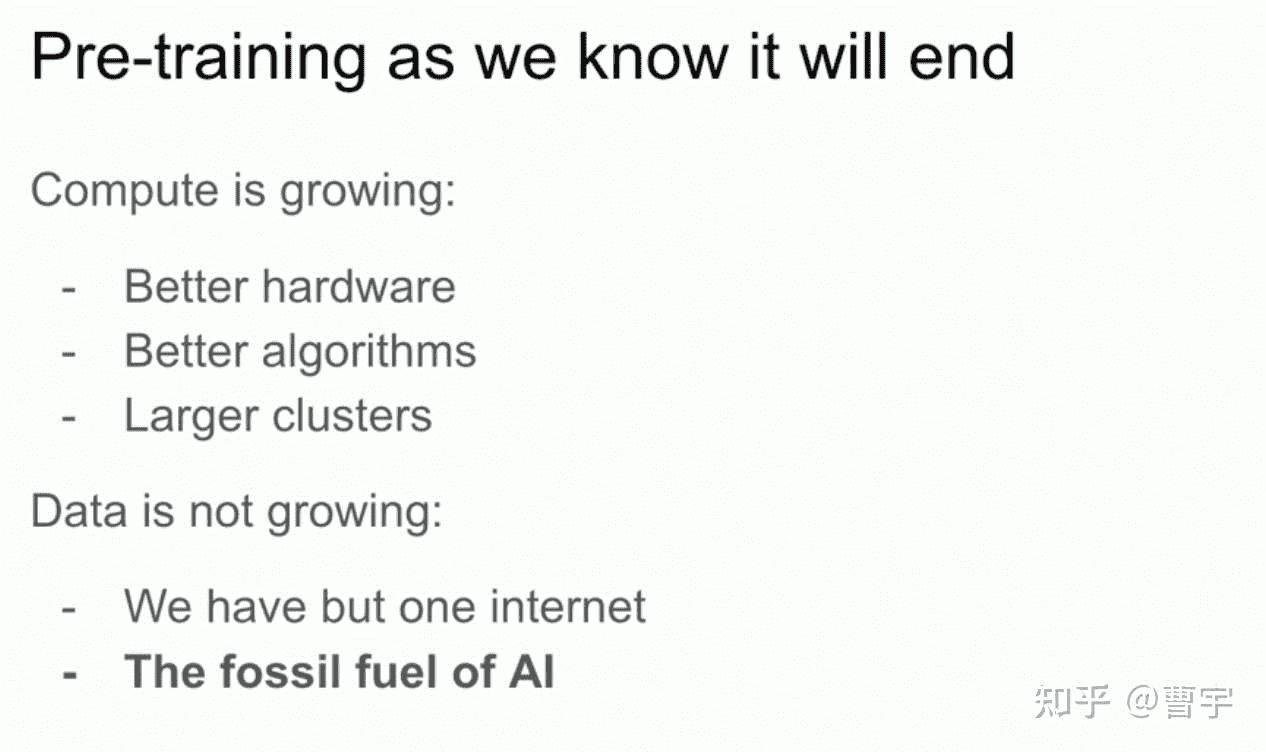 Pre-training as we know it will end
Compute is growing:
- Better hardware
- Better algorithms
- Larger clusters
Data is not growing:
- We have but one internet
- The fossil fuel of AI
知乎 @曹宇